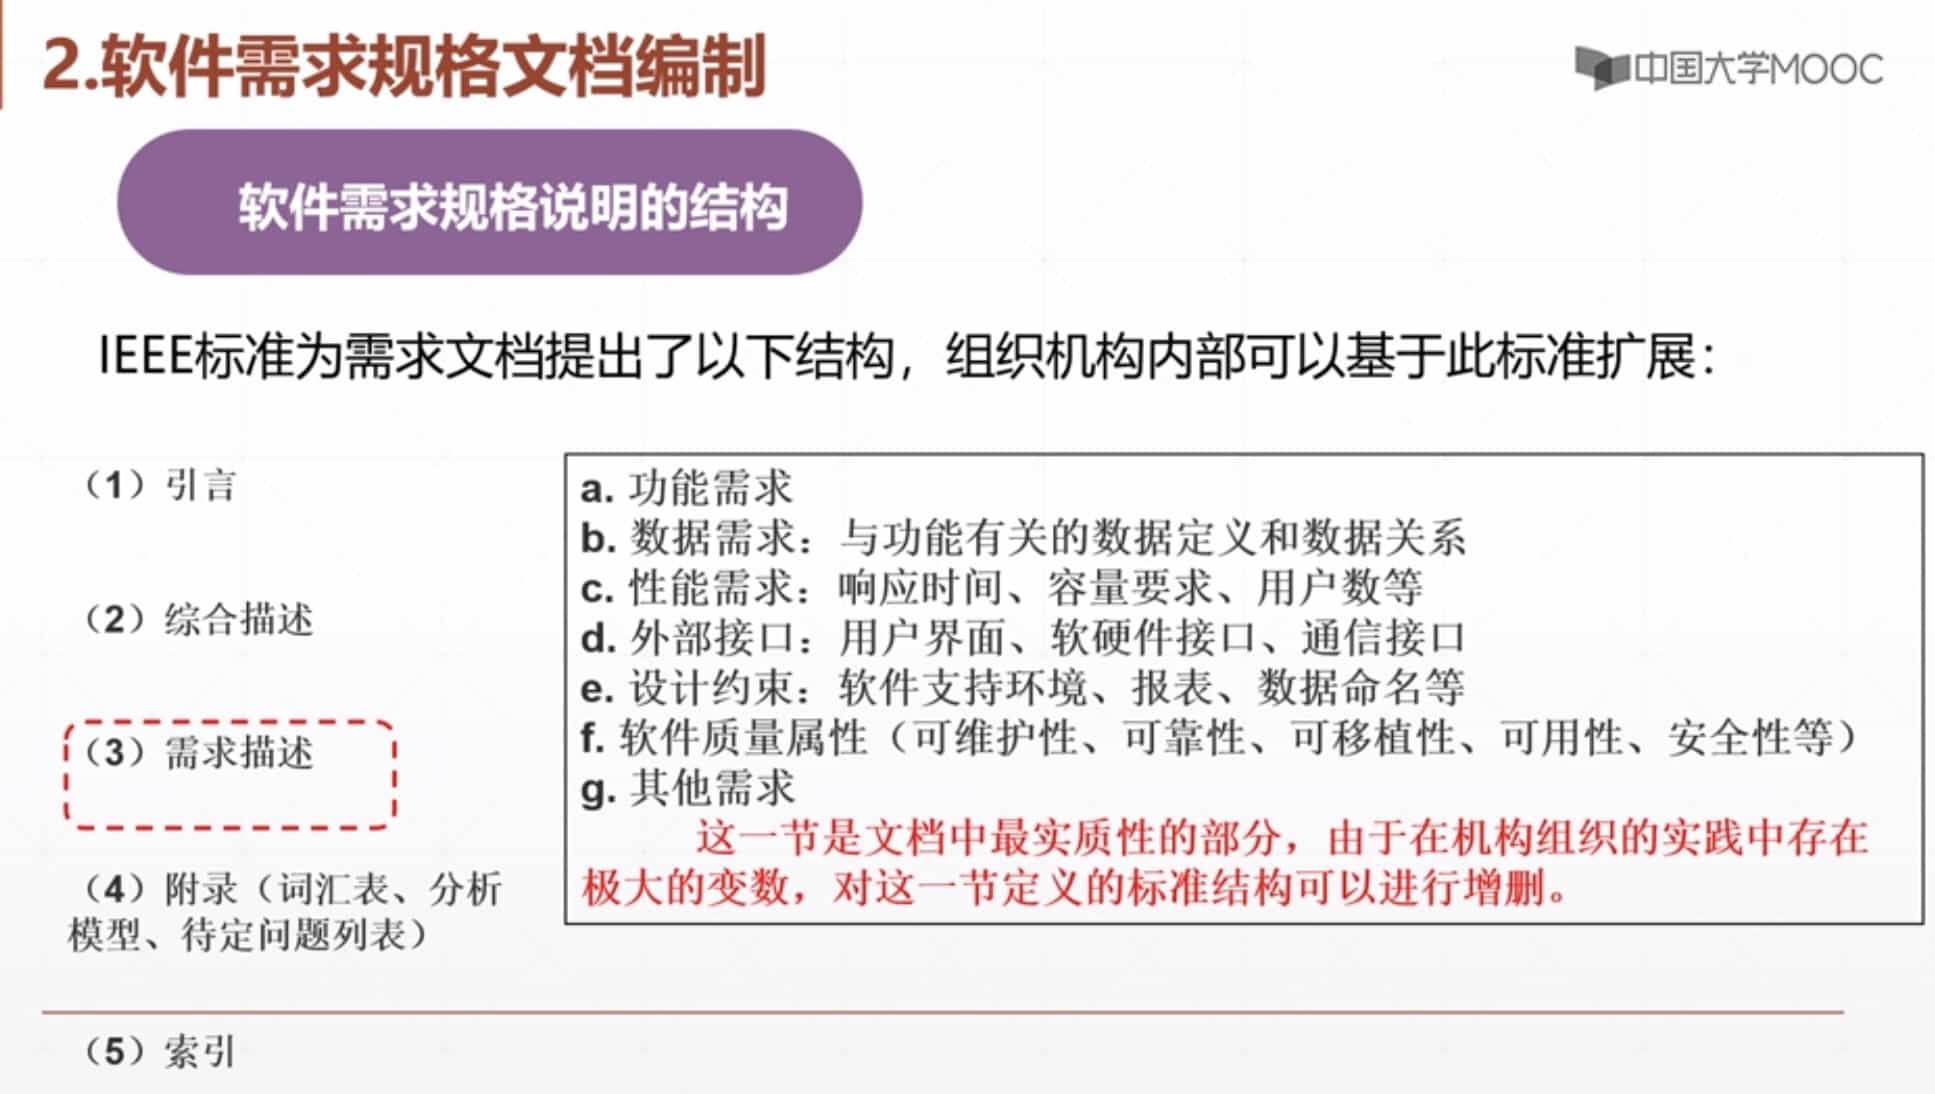 2.软件需求规格文档编制
中国大学MOOC
软件需求规格说明的结构
IEEE标准为需求文档提出了以下结构，组织机构内部可以基于此标准扩展：
（1）引言
（2）综合描述
（3）需求描述
（4）附录（词汇表、分析
模型、待定问题列表）
（5）索引
a. 功能需求
b. 数据需求：与功能有关的数据定义和数据关系
c. 性能需求：响应时间、容量要求、用户数等
d. 外部接口：用户界面、软硬件接口、通信接口
e. 设计约束：软件支持环境、报表、数据命名等
f. 软件质量属性（可维护性、可靠性、可移植性、可用性、安全性等）
g. 其他需求
这一节是文档中最实质性的部分，由于在机构组织的实践中存在
极大的变数，对这一节定义的标准结构可以进行增删。